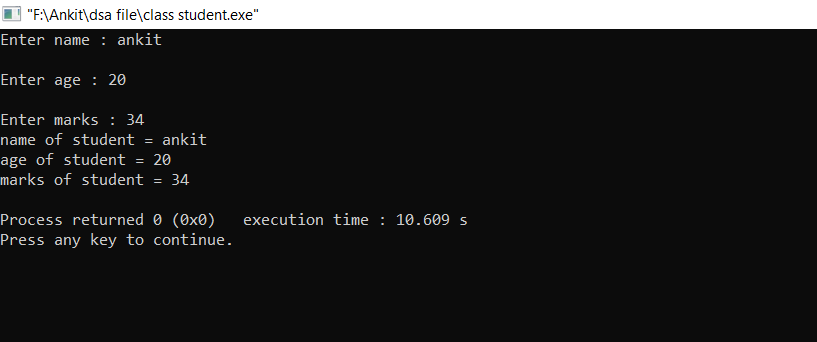 "F:\Ankit\dsa file\class student.exe"
Enter name : ankit
Enter age : 20
Enter marks : 34
name of student = ankit
age of student = 20
marks of student = 34
Process returned 0 (0x0)   execution time : 10.609 s
Press any key to continue.